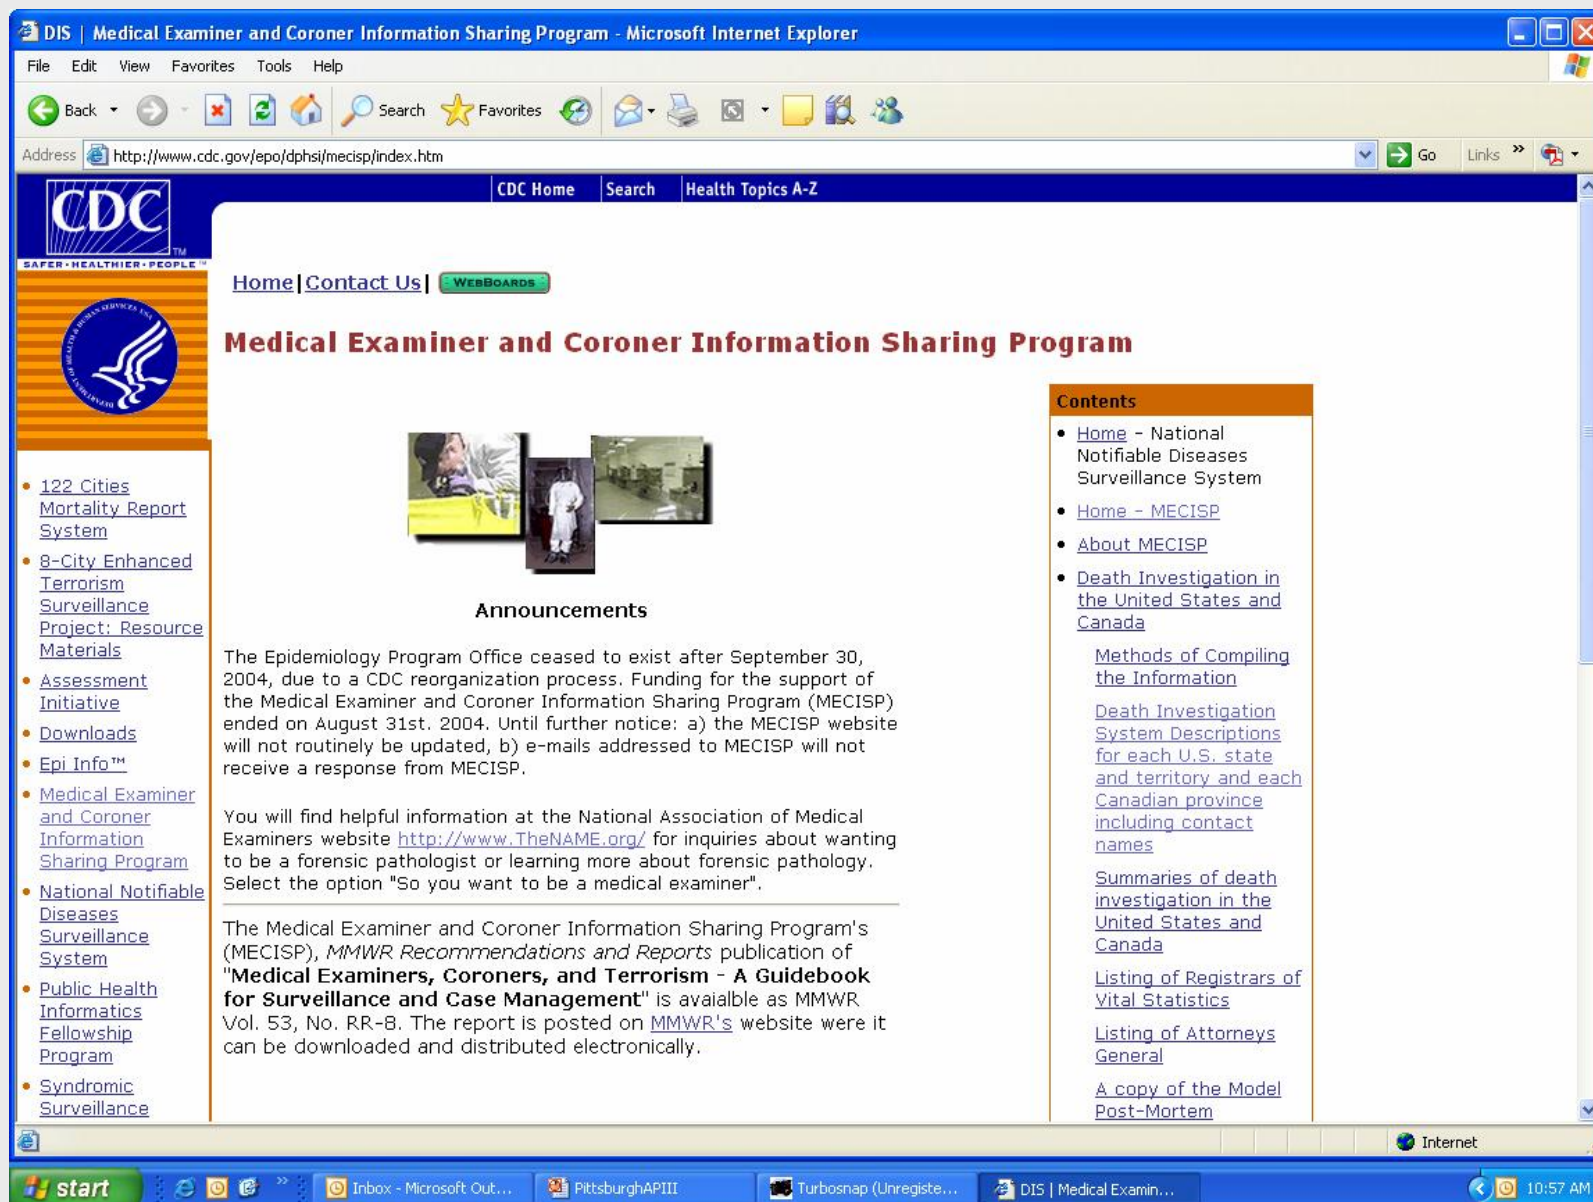 DIS | Medical Examiner and Coroner Information Sharing Program - Microsoft Internet Explorer
File Edit View Favorites Tools Help
Back Search Favorites
Address http://www.cdc.gov/epo/dphsi/mecisp/index.htm Go Links »
CDC Home Search Health Topics A-Z
CDC TM
SAFER·HEALTHIER·PEOPLE™
DEPARTMENT OF HEALTH & HUMAN SERVICES. USA
Home|Contact Us| WEBBOARDS
Medical Examiner and Coroner Information Sharing Program
• 122 Cities
Mortality Report
System
• 8-City Enhanced
Terrorism
Surveillance
Project: Resource
Materials
• Assessment
Initiative
• Downloads
• Epi Info™
• Medical Examiner
and Coroner
Information
Sharing Program
• National Notifiable
Diseases
Surveillance
System
• Public Health
Informatics
Fellowship
Program
• Syndromic
Surveillance
Announcements
The Epidemiology Program Office ceased to exist after September 30,
2004, due to a CDC reorganization process. Funding for the support of
the Medical Examiner and Coroner Information Sharing Program (MECISP)
ended on August 31st. 2004. Until further notice: a) the MECISP website
will not routinely be updated, b) e-mails addressed to MECISP will not
receive a response from MECISP.
You will find helpful information at the National Association of Medical
Examiners website http://www.TheNAME.org/ for inquiries about wanting
to be a forensic pathologist or learning more about forensic pathology.
Select the option "So you want to be a medical examiner".
The Medical Examiner and Coroner Information Sharing Program's
(MECISP), MMWR Recommendations and Reports publication of
"Medical Examiners, Coroners, and Terrorism - A Guidebook
for Surveillance and Case Management" is avaialble as MMWR
Vol. 53, No. RR-8. The report is posted on MMWR's website were it
can be downloaded and distributed electronically.
Contents
• Home - National
Notifiable Diseases
Surveillance System
• Home - MECISP
• About MECISP
• Death Investigation in
the United States and
Canada
Methods of Compiling
the Information
Death Investigation
System Descriptions
for each U.S. state
and territory and each
Canadian province
including contact
names
Summaries of death
investigation in the
United States and
Canada
Listing of Registrars of
Vital Statistics
Listing of Attorneys
General
A copy of the Model
Post-Mortem
Internet
start » Inbox - Microsoft Out... PittsburghAPIII Turbosnap (Unregiste... DIS | Medical Examin... 10:57 AM